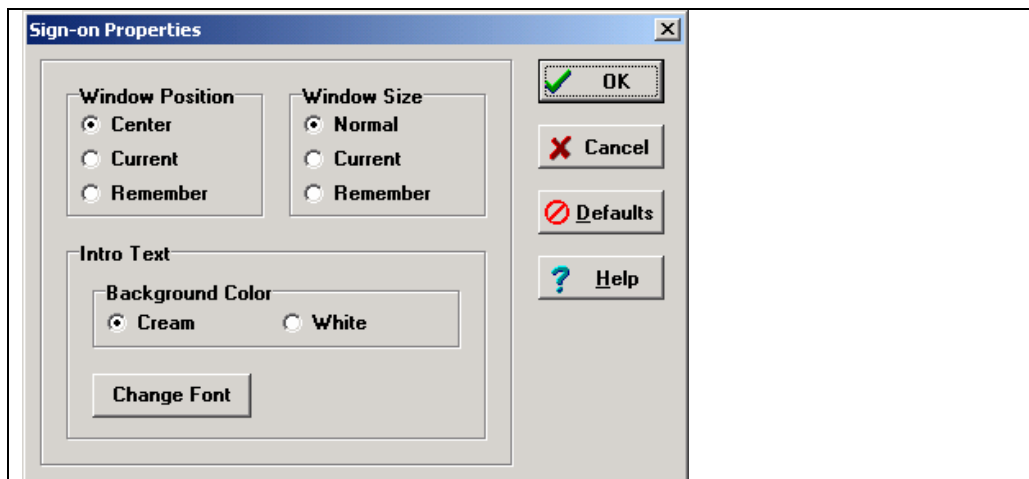 Sign-on Properties
Window Position
Center
Current
Remember
Window Size
Normal
Current
Remember
Intro Text
Background Color
Cream
White
Change Font
OK
Cancel
Defaults
Help